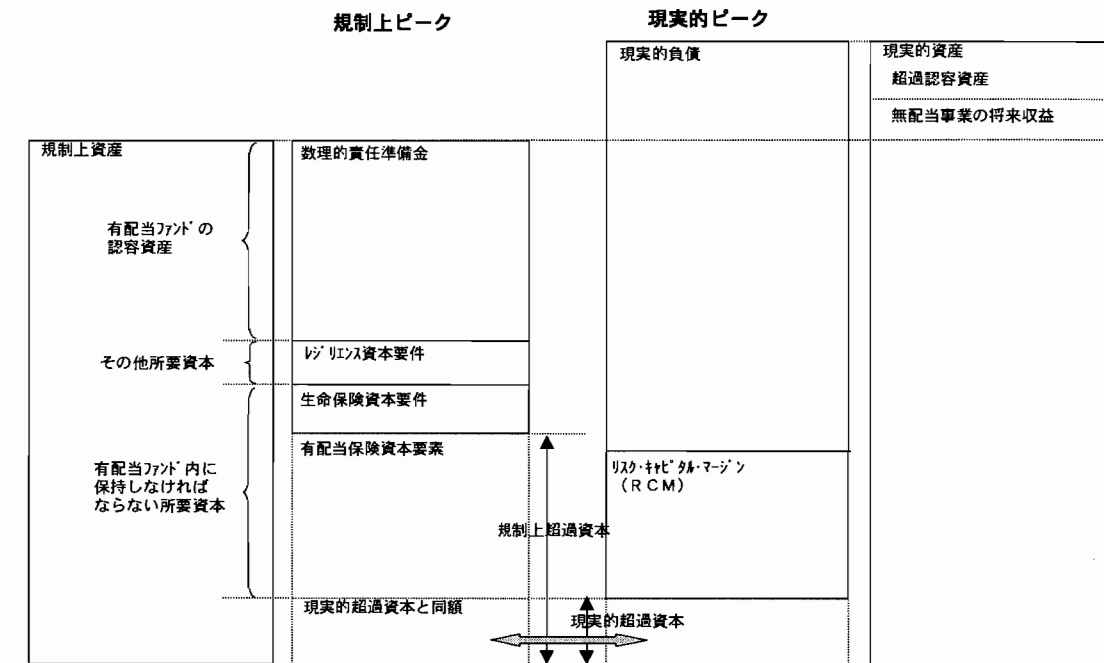 規制上ピーク
現実的ピーク
現実的負債
現実的資産
超過認容資産
無配当事業の将来収益
規制上資産
数理的責任準備金
有配当ﾌｧﾝﾄﾞの
認容資産
その他所要資本
ﾚｼﾞﾘｴﾝｽ資本要件
生命保険資本要件
有配当保険資本要素
有配当ﾌｧﾝﾄﾞ内に
保持しなければ
ならない所要資本
ﾘｽｸ・ｷｬﾋﾟﾀﾙ・ﾏｰｼﾞﾝ
（ＲＣＭ）
規制上超過資本
現実的超過資本と同額
現実的超過資本